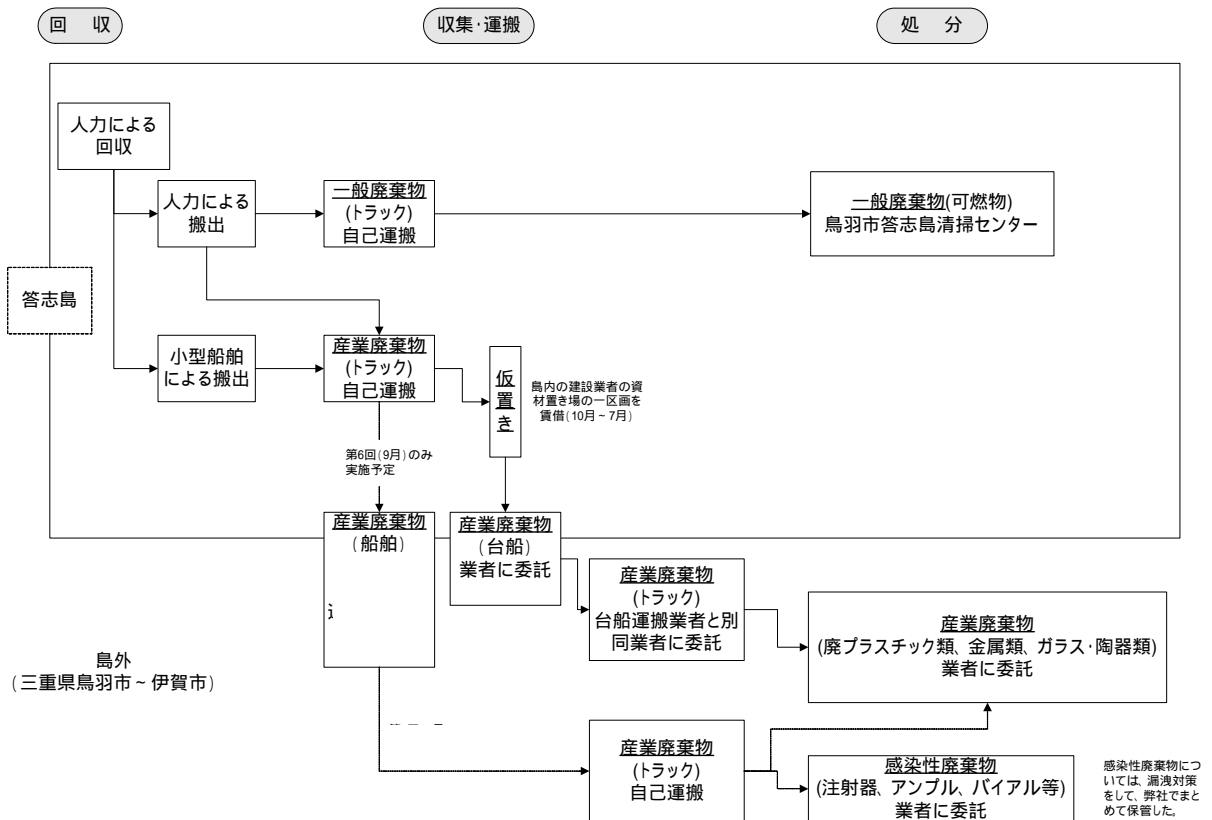 回 収
収集・運搬
処 分
人力による
回収
人力による
搬出
一般廃棄物
(トラック)
自己運搬
一般廃棄物(可燃物)
鳥羽市答志島清掃センター
答志島
小型船舶
による搬出
産業廃棄物
(トラック)
自己運搬
仮置き
島内の建設業者の資
材置き場の一区画を
賃借(10月~7月)
第6回(9月)のみ
実施予定
産業廃棄物
(船舶)
産業廃棄物
(台船)
業者に委託
産業廃棄物
(トラック)
台船運搬業者と別
同業者に委託
産業廃棄物
(廃プラスチック類、金属類、ガラス・陶器類)
業者に委託
島外
(三重県鳥羽市~伊賀市)
産業廃棄物
(トラック)
自己運搬
感染性廃棄物
(注射器、アンプル、バイアル等)
業者に委託
感染性廃棄物につ
いては、漏洩対策
をして、弊社でまと
めて保管した。